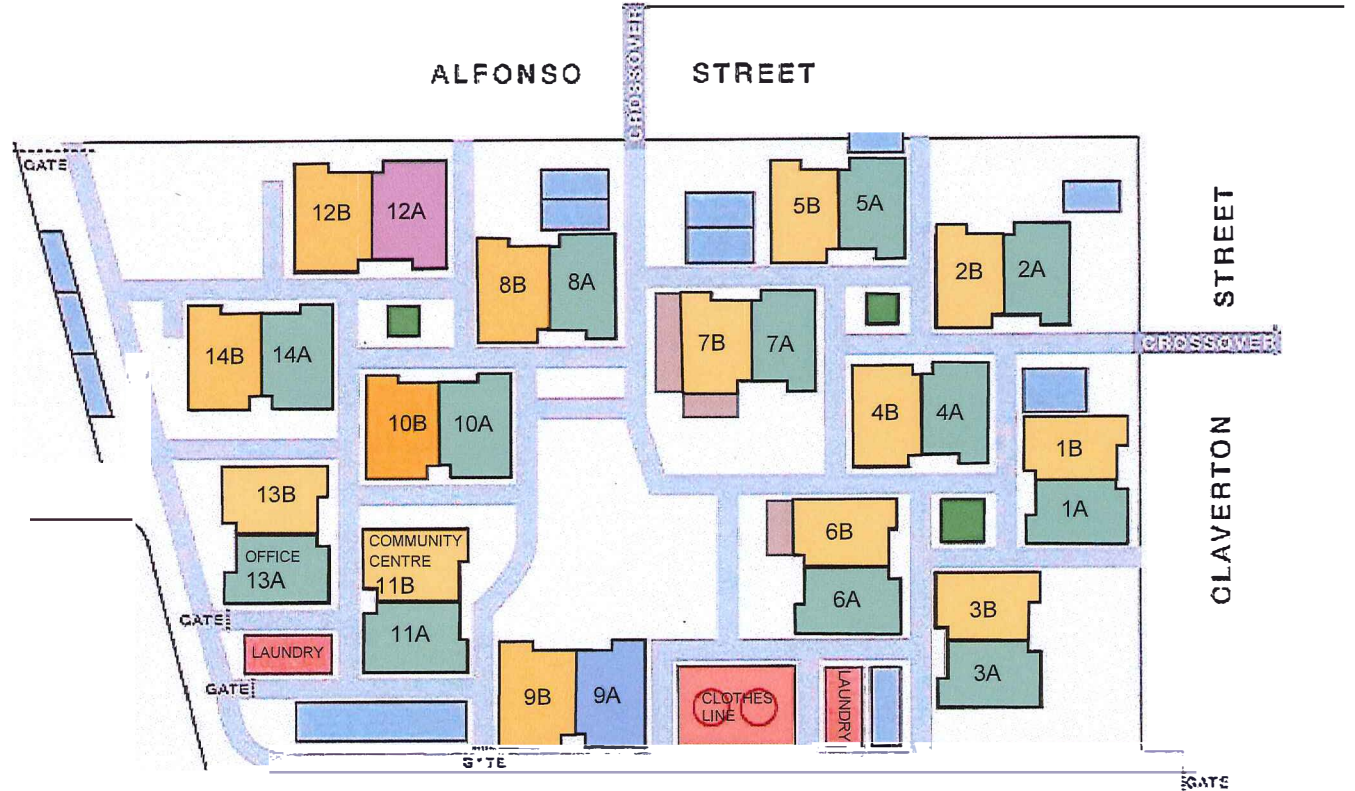 CROSSOVER
ALFONSO STREET
GATE
12B
12A
5B
5A
8B
8A
2B
2A
STREET
14B
14A
7B
7A
CROSSOVER
10B
10A
4B
4A
1B
1A
CLAVERTON
13B
OFFICE
13A
COMMUNITY
CENTRE
11B
11A
6B
6A
3B
3A
GATE
LAUNDRY
GATE
9B
9A
CLOTHES
LINE
LAUNDRY
GATE
GATE